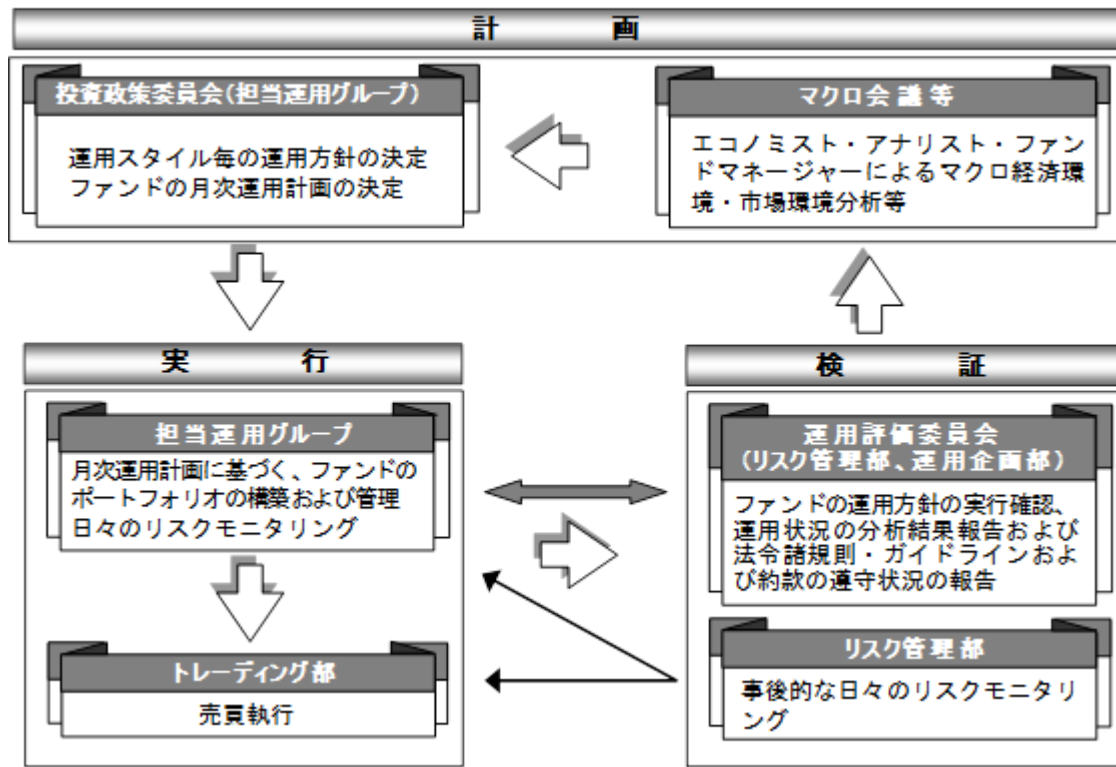 計画
投資政策委員会(担当運用グループ)
運用スタイル毎の運用方針の決定
ファンドの月次運用計画の決定
マクロ会議等
エコノミスト・アナリスト・ファン
ドマネージャーによるマクロ経済環
境・市場環境分析等
実行
担当運用グループ
月次運用計画に基づく、ファンドの
ポートフォリオの構築および管理
日々のリスクモニタリング
トレーディング部
売買執行
検証
運用評価委員会
(リスク管理部、運用企画部)
ファンドの運用方針の実行確認、
運用状況の分析結果報告および
法令諸規則・ガイドラインおよ
び約款の遵守状況の報告
リスク管理部
事後的な日々のリスクモニタリ
ング